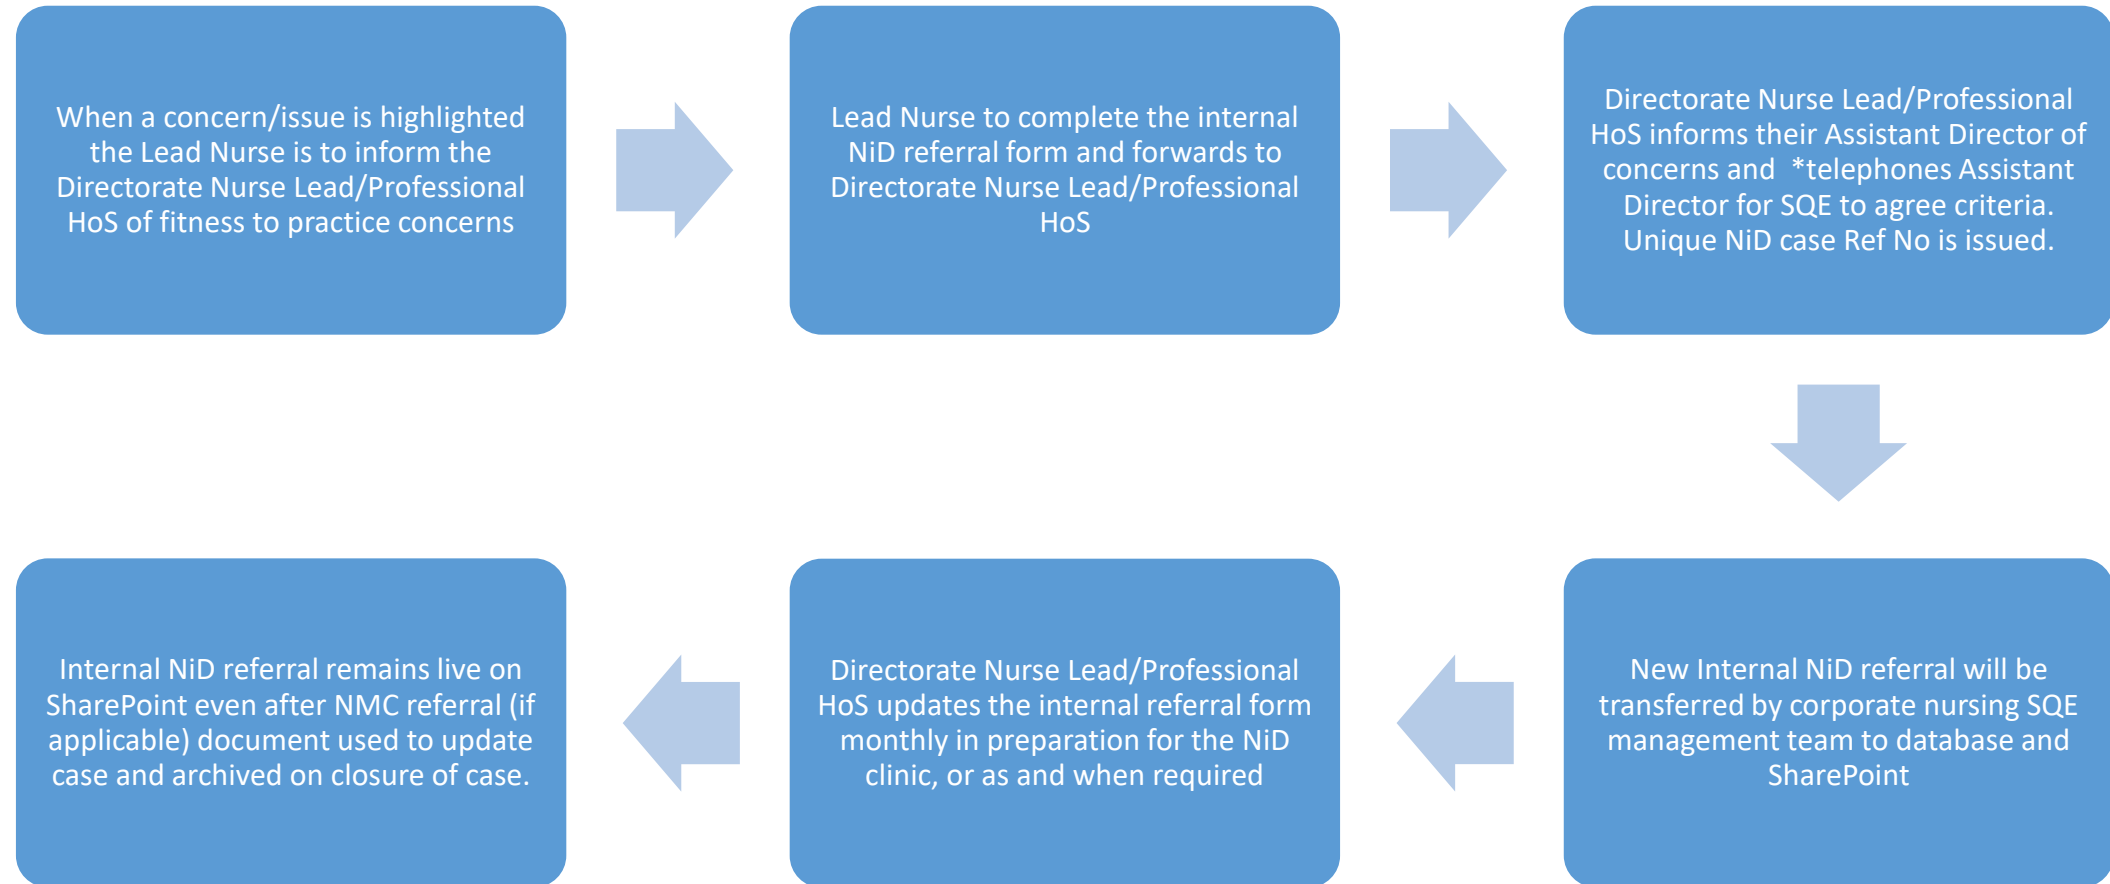 When a concern/issue is highlighted
the Lead Nurse is to inform the
Directorate Nurse Lead/Professional
HoS of fitness to practice concerns
Lead Nurse to complete the internal
NiD referral form and forwards to
Directorate Nurse Lead/Professional
HoS
Directorate Nurse Lead/Professional
HoS informs their Assistant Director of
concerns and  *telephones Assistant
Director for SQE to agree criteria.
Unique NiD case Ref No is issued.
New Internal NiD referral will be
transferred by corporate nursing SQE
management team to database and
SharePoint
Directorate Nurse Lead/Professional
HoS updates the internal referral form
monthly in preparation for the NiD
clinic, or as and when required
Internal NiD referral remains live on
SharePoint even after NMC referral (if
applicable) document used to update
case and archived on closure of case.